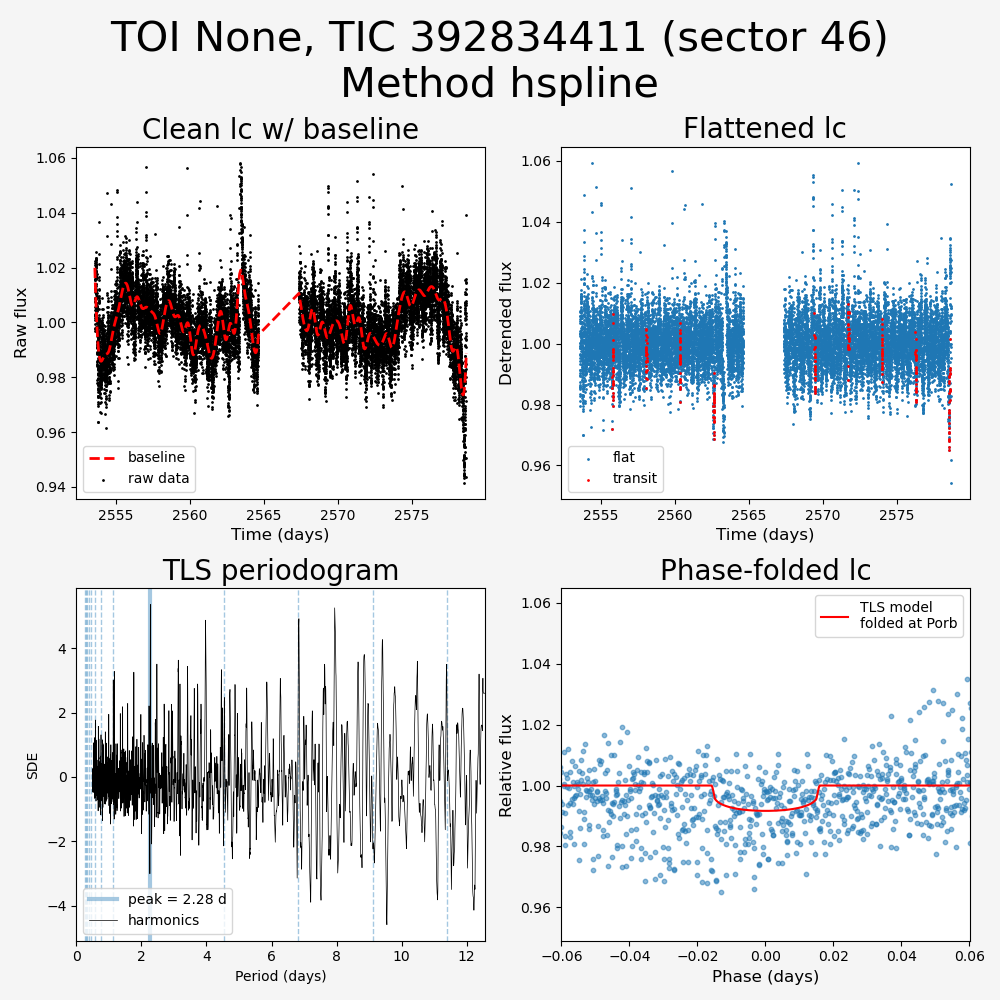 TOI None, TIC 392834411 (sector 46)
Method hspline
Clean lc w/ baseline
1.06
1.04
1.02
1.00
0.98
0.96
0.94
Raw flux
baseline
raw data
2555
2560
2565
2570
2575
Time (days)
Flattened lc
1.06
1.04
1.02
1.00
0.98
0.96
Detrended flux
flat
transit
2555
2560
2565
2570
2575
Time (days)
TLS periodogram
4
2
0
−2
−4
SDE
peak = 2.28 d
harmonics
0
2
4
6
8
10
12
Period (days)
Phase-folded lc
1.06
1.04
1.02
1.00
0.98
0.96
Relative flux
TLS model
folded at Porb
−0.06
−0.04
−0.02
0.00
0.02
0.04
0.06
Phase (days)